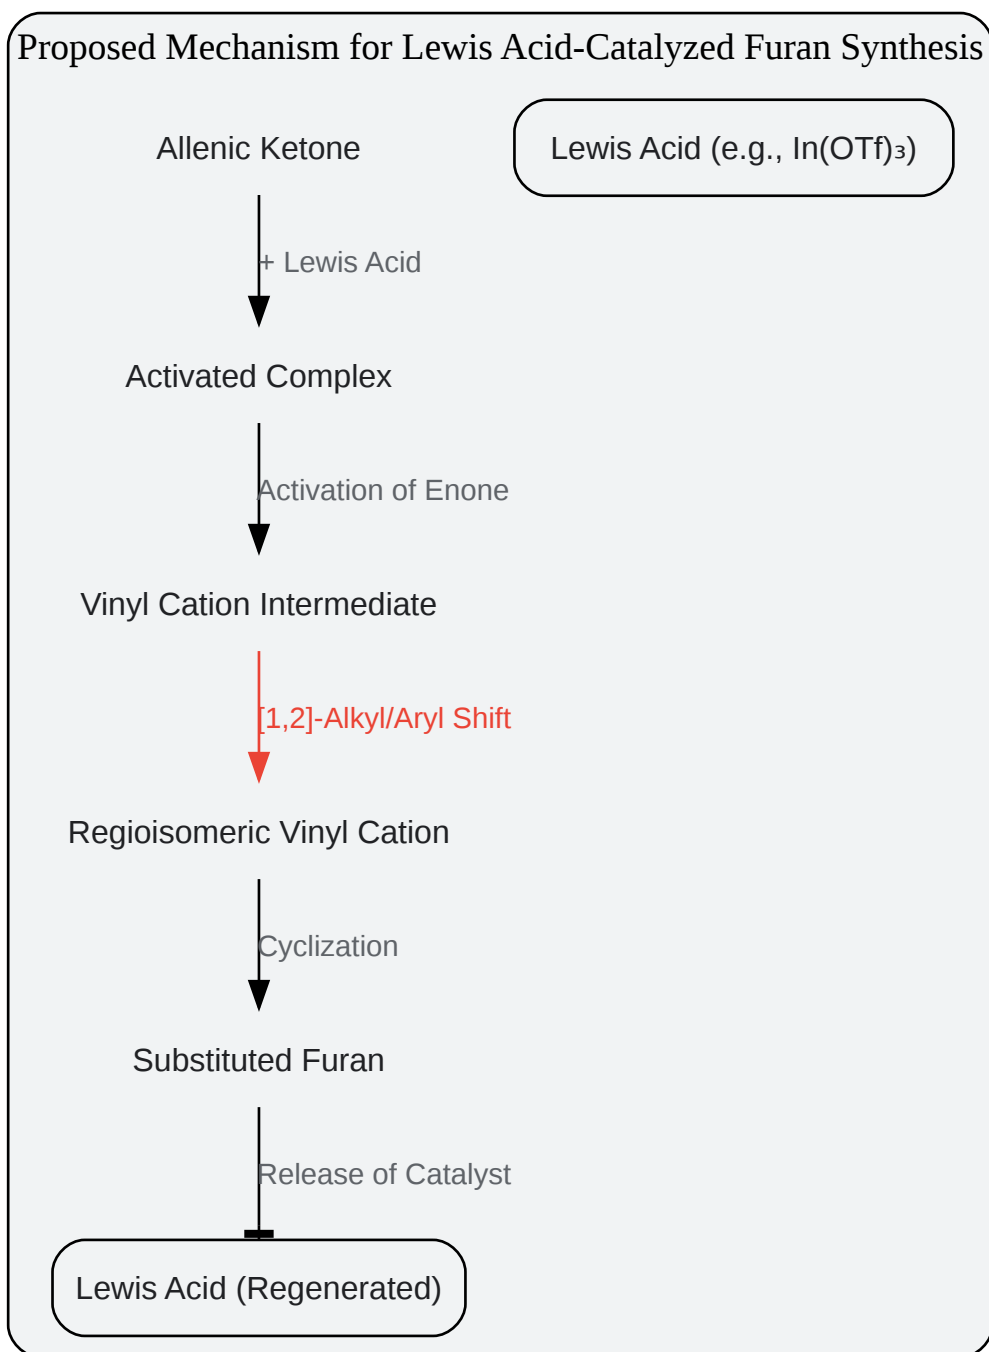 Proposed Mechanism for Lewis Acid-Catalyzed Furan Synthesis
Allenic Ketone
Lewis Acid (e.g., In(OTf)₃)
+ Lewis Acid
Activated Complex
Activation of Enone
Vinyl Cation Intermediate
[1,2]-Alkyl/Aryl Shift
Regioisomeric Vinyl Cation
Cyclization
Substituted Furan
Release of Catalyst
Lewis Acid (Regenerated)